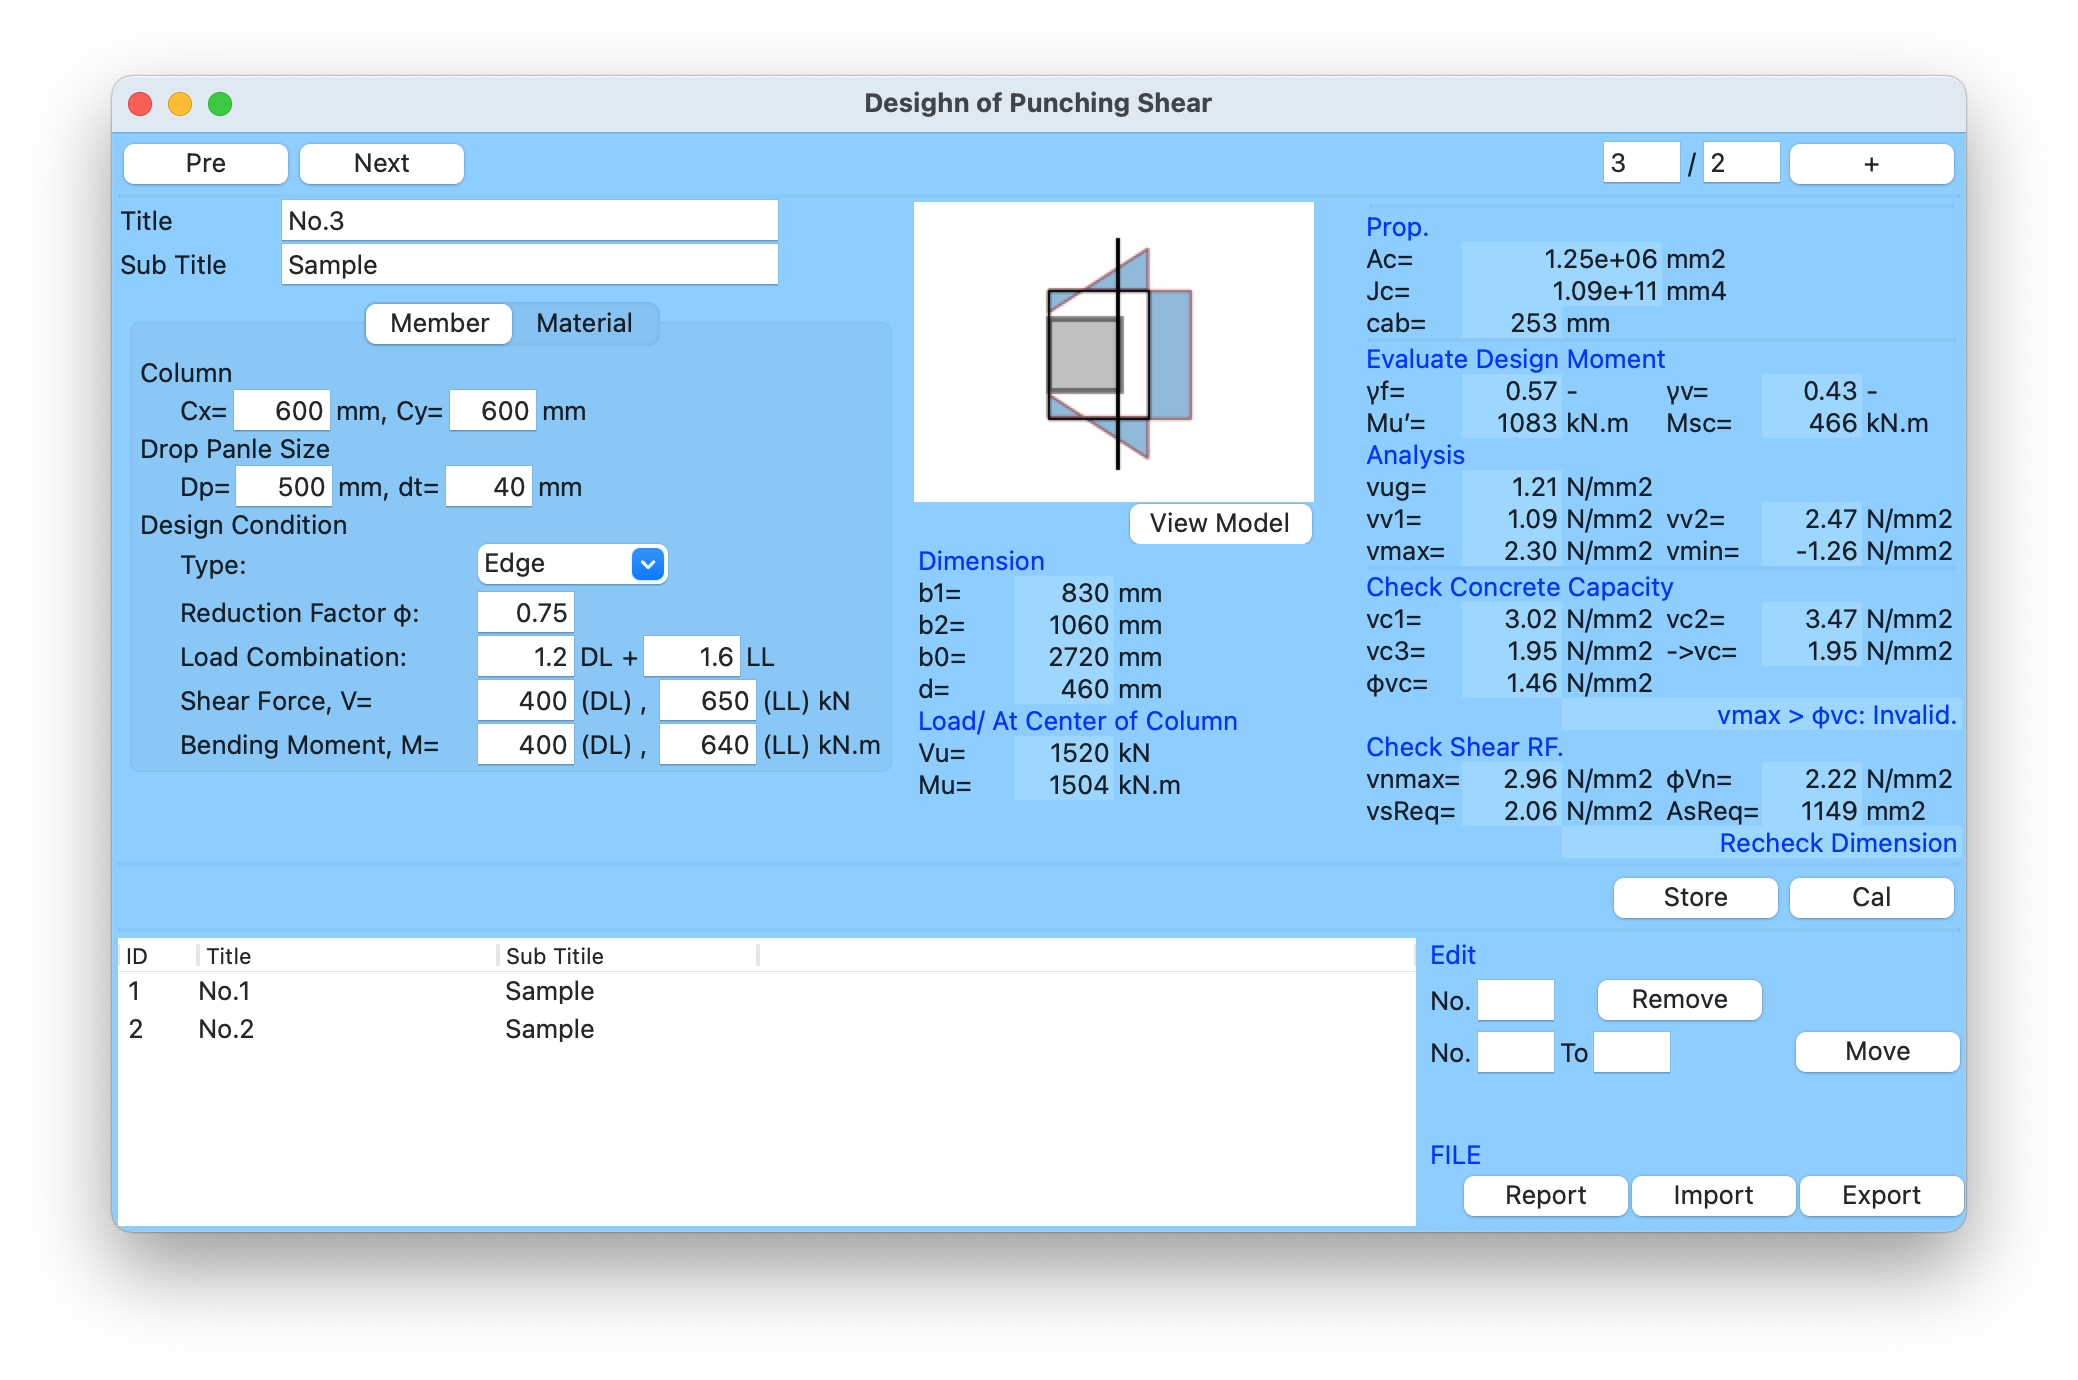 Desighn of Punching Shear
Pre Next 3 / 2 +
Title No.3
Sub Title Sample
Member Material
Column
Cx= 600 mm, Cy= 600 mm
Drop Panle Size
Dp= 500 mm, dt= 40 mm
Design Condition
Type: Edge
Reduction Factor φ: 0.75
Load Combination: 1.2 DL + 1.6 LL
Shear Force, V= 400 (DL) , 650 (LL) kN
Bending Moment, M= 400 (DL) , 640 (LL) kN.m
View Model
Dimension
b1= 830 mm
b2= 1060 mm
b0= 2720 mm
d= 460 mm
Load/ At Center of Column
Vu= 1520 kN
Mu= 1504 kN.m
Prop.
Ac= 1.25e+06 mm2
Jc= 1.09e+11 mm4
cab= 253 mm
Evaluate Design Moment
γf= 0.57 - γv= 0.43 -
Mu’= 1083 kN.m Msc= 466 kN.m
Analysis
vug= 1.21 N/mm2
vv1= 1.09 N/mm2 vv2= 2.47 N/mm2
vmax= 2.30 N/mm2 vmin= -1.26 N/mm2
Check Concrete Capacity
vc1= 3.02 N/mm2 vc2= 3.47 N/mm2
vc3= 1.95 N/mm2 ->vc= 1.95 N/mm2
φvc= 1.46 N/mm2
vmax > φvc: Invalid.
Check Shear RF.
vnmax= 2.96 N/mm2 φVn= 2.22 N/mm2
vsReq= 2.06 N/mm2 AsReq= 1149 mm2
Recheck Dimension
Store Cal
ID Title Sub Titile
1 No.1 Sample
2 No.2 Sample
Edit
No. Remove
No. To Move
FILE
Report Import Export